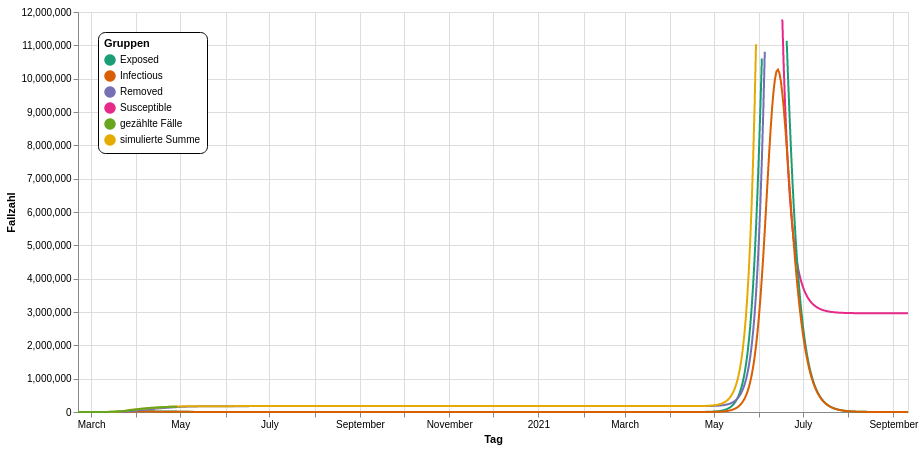 12,000,000
11,000,000
10,000,000
9,000,000
8,000,000
7,000,000
6,000,000
5,000,000
4,000,000
3,000,000
2,000,000
1,000,000
0
Fallzahl
Gruppen
Exposed
Infectious
Removed
Susceptible
gezählte Fälle
simulierte Summe
March May July September November 2021 March May July September
Tag